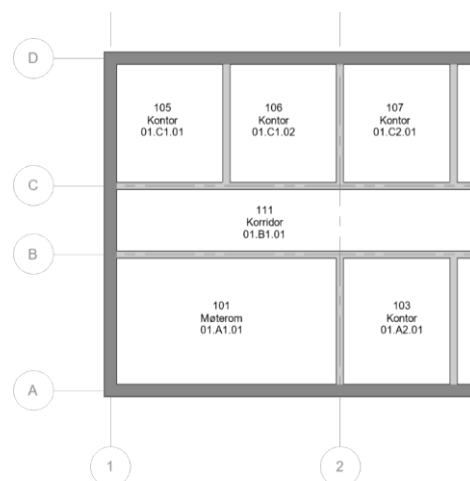 D
105
Kontor
01.C1.01
106
Kontor
01.C1.02
107
Kontor
01.C2.01
C
111
Korridor
01.B1.01
B
101
Møterom
01.A1.01
103
Kontor
01.A2.01
A
1
2